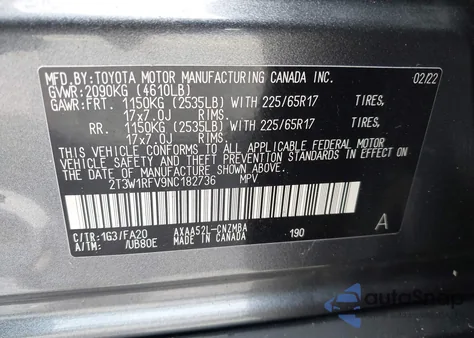 MFD.BY:TOYOTA MOTOR MANUFACTURING CANADA INC. 02/22
GVWR:2090KG (4610LB)
GAWR:FRT. 1150KG (2535LB) WITH 225/65R17 TIRES,
17x7.0J RIMS.
RR. 1150KG (2535LB) WITH 225/65R17 TIRES,
17x7.0J RIMS.
THIS VEHICLE CONFORMS TO ALL APPLICABLE FEDERAL MOTOR
VEHICLE SAFETY STANDARDS IN EFFECT ON THE DATE OF
MANUFACTURE SHOWN ABOVE.
2T3W1RFV9NC182736 MPV
C/TR:1G3/FA20 AXAA52L-CNZMBA 190 A
A/TM: /UB80E MADE IN CANADA
autoSnap